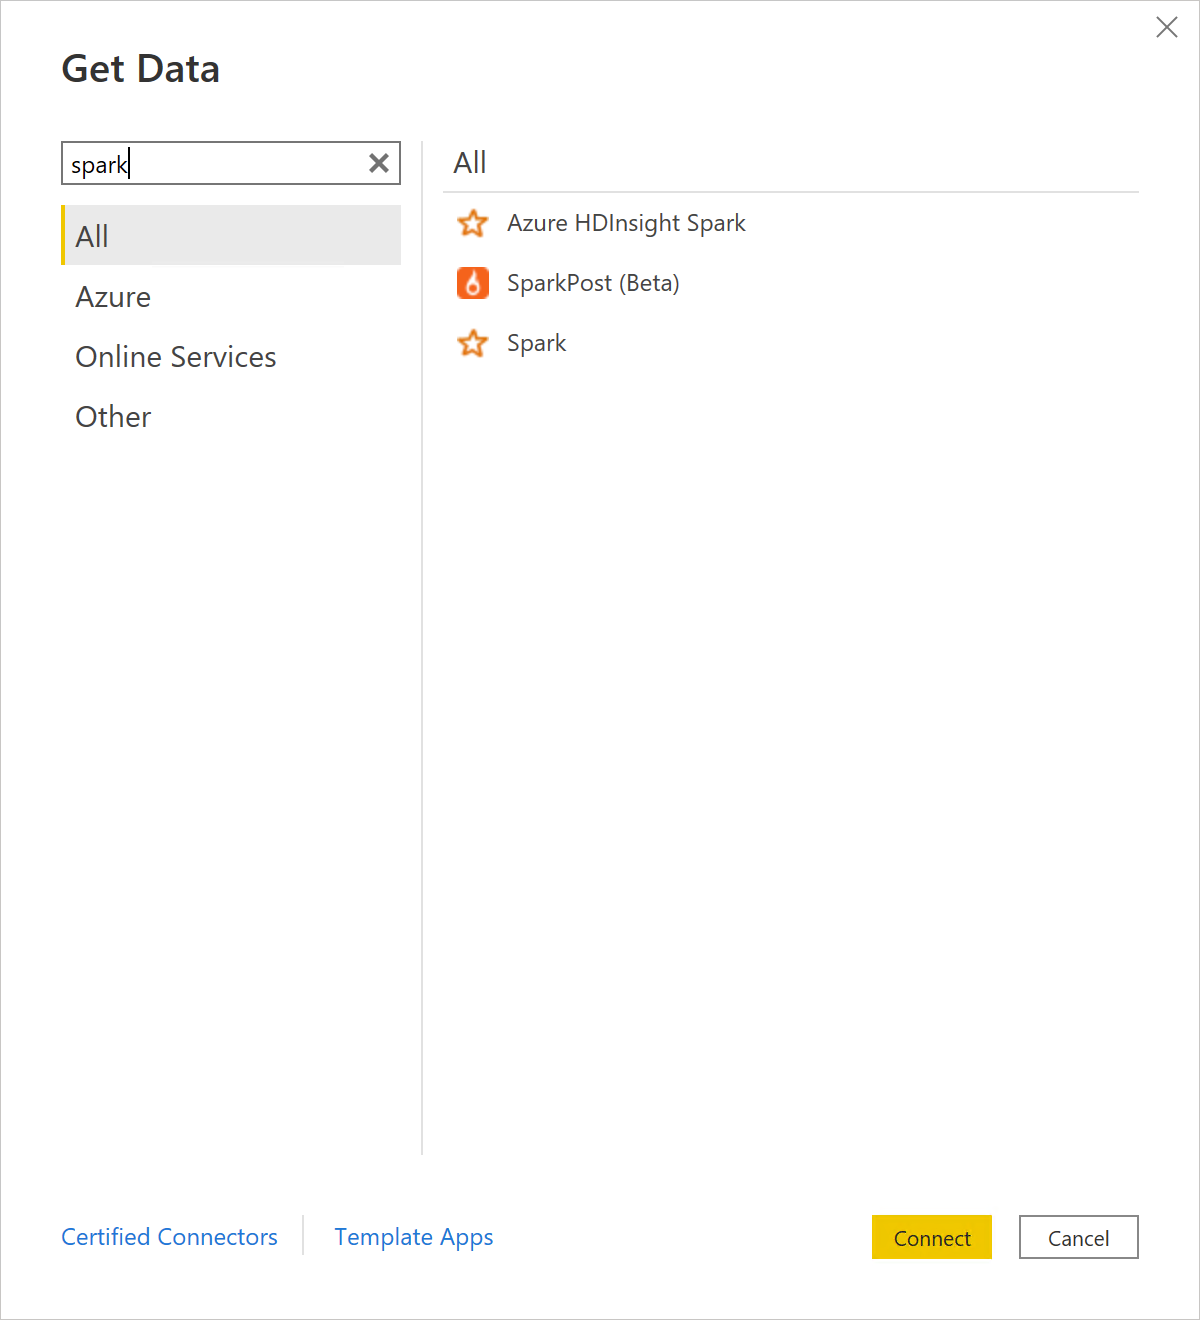 Get Data
spark
All
Azure
Online Services
Other
All
Azure HDInsight Spark
SparkPost (Beta)
Spark
Certified Connectors
Template Apps
Connect
Cancel